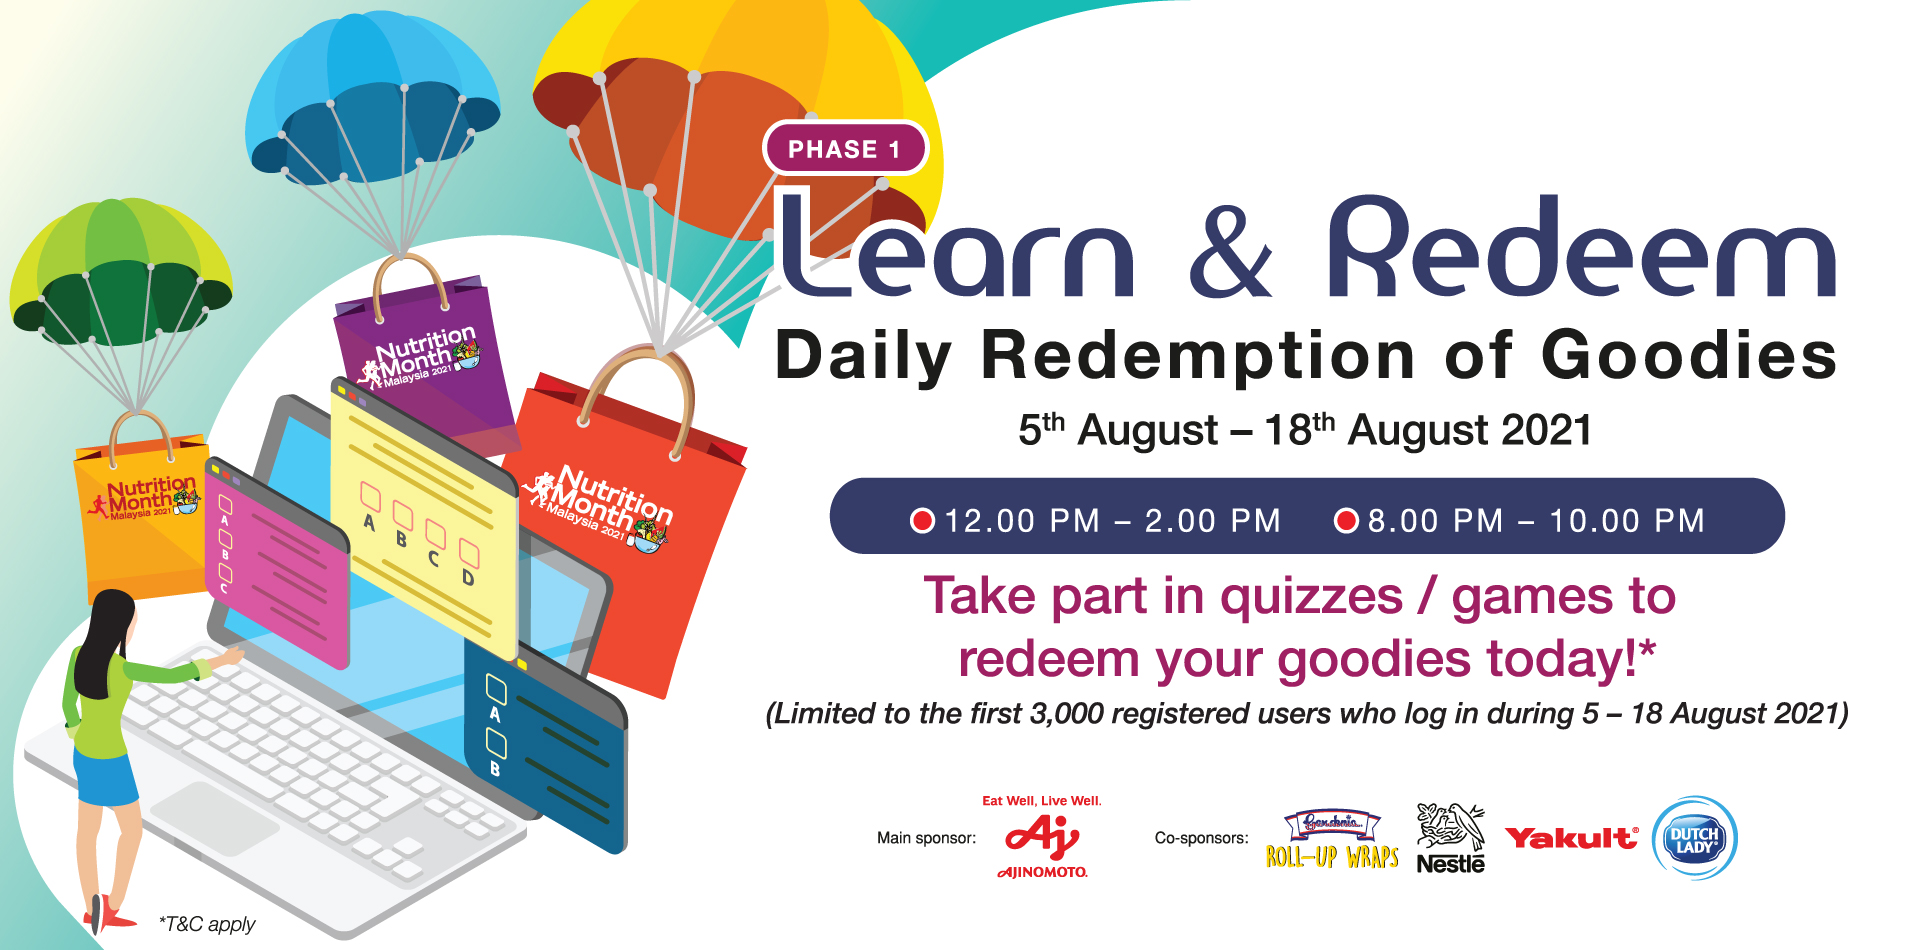 PHASE 1
Learn & Redeem
Daily Redemption of Goodies
5th August – 18th August 2021
12.00 PM – 2.00 PM 8.00 PM – 10.00 PM
Take part in quizzes / games to
redeem your goodies today!*
(Limited to the first 3,000 registered users who log in during 5 – 18 August 2021)
Eat Well, Live Well.
Main sponsor:
Aj
AJINOMOTO.
Co-sponsors:
Gardenia
ROLL-UP WRAPS
Nestlé
Yakult®
DUTCH
LADY®
Nutrition
Month
Malaysia 2021
Nutrition
Month
Malaysia 2021
Nutrition
Month
Malaysia 2021
A
B
C
A
B
C
D
A
B
*T&C apply